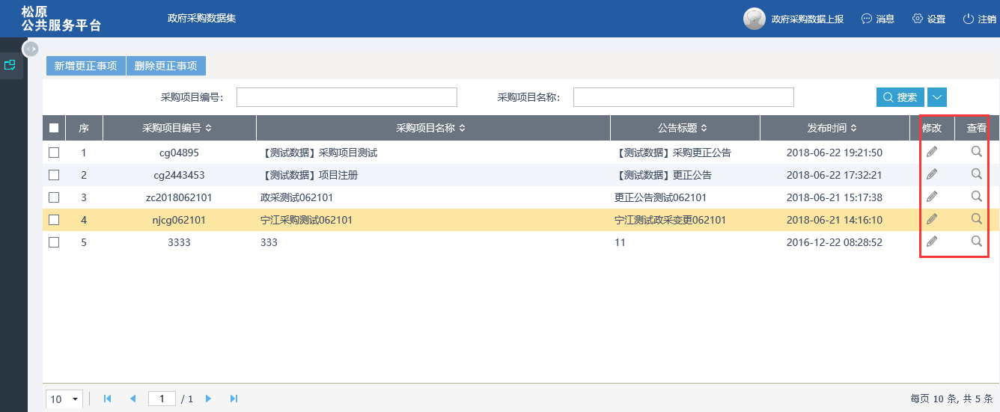 松原
公共服务平台
政府采购数据集
政府采购数据上报 消息 设置 注销
新增更正事项 删除更正事项
采购项目编号: 采购项目名称: 搜索
序 采购项目编号 采购项目名称 公告标题 发布时间 修改 查看
1 cg04895 【测试数据】采购项目测试 【测试数据】采购更正公告 2018-06-22 19:21:50
2 cg2443453 【测试数据】项目注册 【测试数据】更正公告 2018-06-22 17:32:21
3 zc2018062101 政采测试062101 更正公告测试062101 2018-06-21 15:17:38
4 njcg062101 宁江采购测试062101 宁江测试政采变更062101 2018-06-21 14:16:10
5 3333 333 11 2016-12-22 08:28:52
10 1 / 1 每页 10 条, 共 5 条